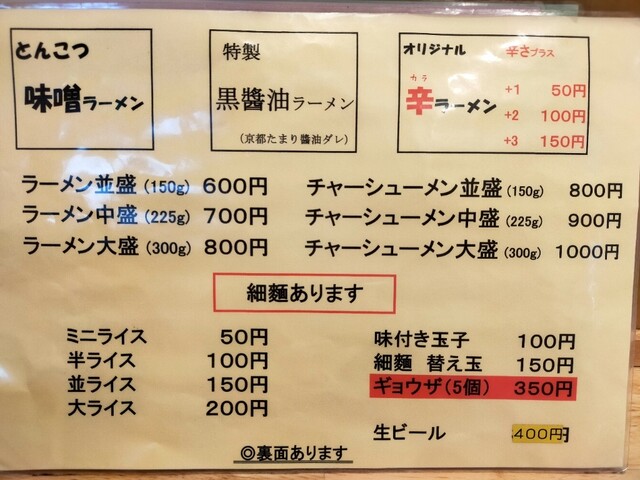 とんこつ
味噌ラーメン
特製
黒醬油ラーメン
(京都たまり醬油ダレ)
オリジナル 辛さプラス
カラ
辛ラーメン
+1 50円
+2 100円
+3 150円
ラーメン並盛(150g) 600円
ラーメン中盛(225g) 700円
ラーメン大盛(300g) 800円
チャーシューメン並盛(150g) 800円
チャーシューメン中盛(225g) 900円
チャーシューメン大盛(300g) 1000円
細麵あります
ミニライス 50円
半ライス 100円
並ライス 150円
大ライス 200円
味付き玉子 100円
細麵 替え玉 150円
ギョウザ(5個) 350円
生ビール 400円
◎裏面あります